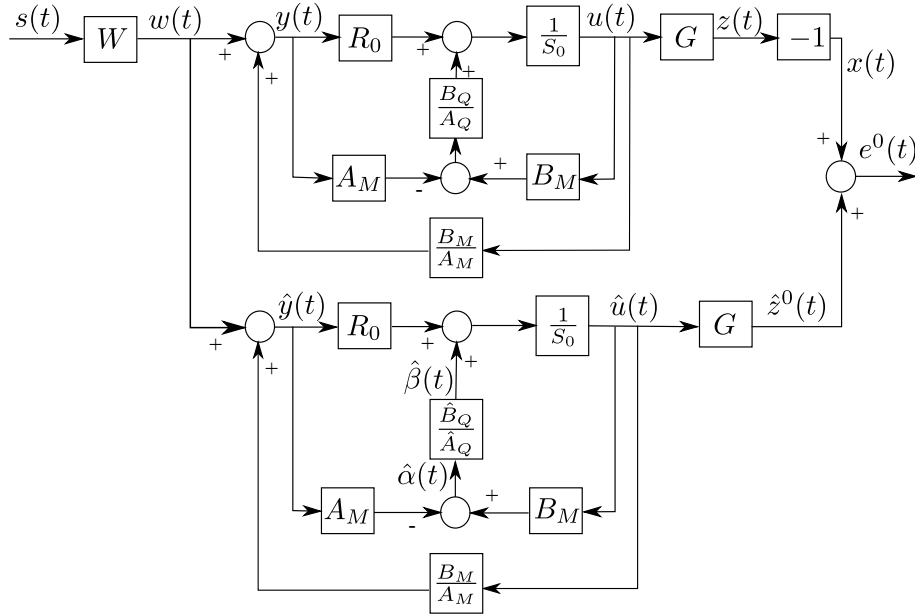 s(t) W w(t) y(t) R_0 1/S_0 u(t) G z(t) −1
+ + + + x(t)
B_Q/A_Q
+ e^0(t)
A_M - + B_M
+
B_M/A_M
ŷ(t) R_0 1/S_0 û(t) G ẑ^0(t)
+ + + +
β̂(t)
B̂_Q/Â_Q
α̂(t)
A_M - + B_M
B_M/A_M